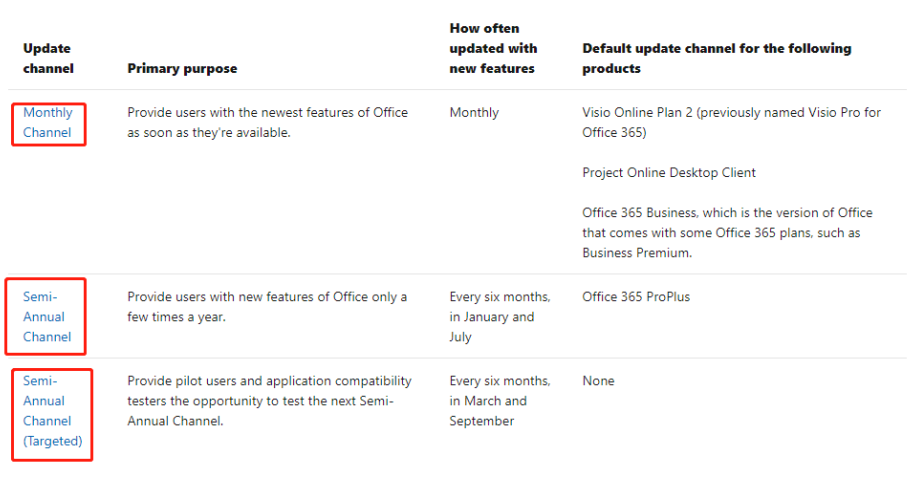 Update channel
Primary purpose
How often updated with new features
Default update channel for the following products
Monthly Channel
Provide users with the newest features of Office as soon as they're available.
Monthly
Visio Online Plan 2 (previously named Visio Pro for Office 365)
Project Online Desktop Client
Office 365 Business, which is the version of Office that comes with some Office 365 plans, such as Business Premium.
Semi-Annual Channel
Provide users with new features of Office only a few times a year.
Every six months, in January and July
Office 365 ProPlus
Semi-Annual Channel (Targeted)
Provide pilot users and application compatibility testers the opportunity to test the next Semi-Annual Channel.
Every six months, in March and September
None